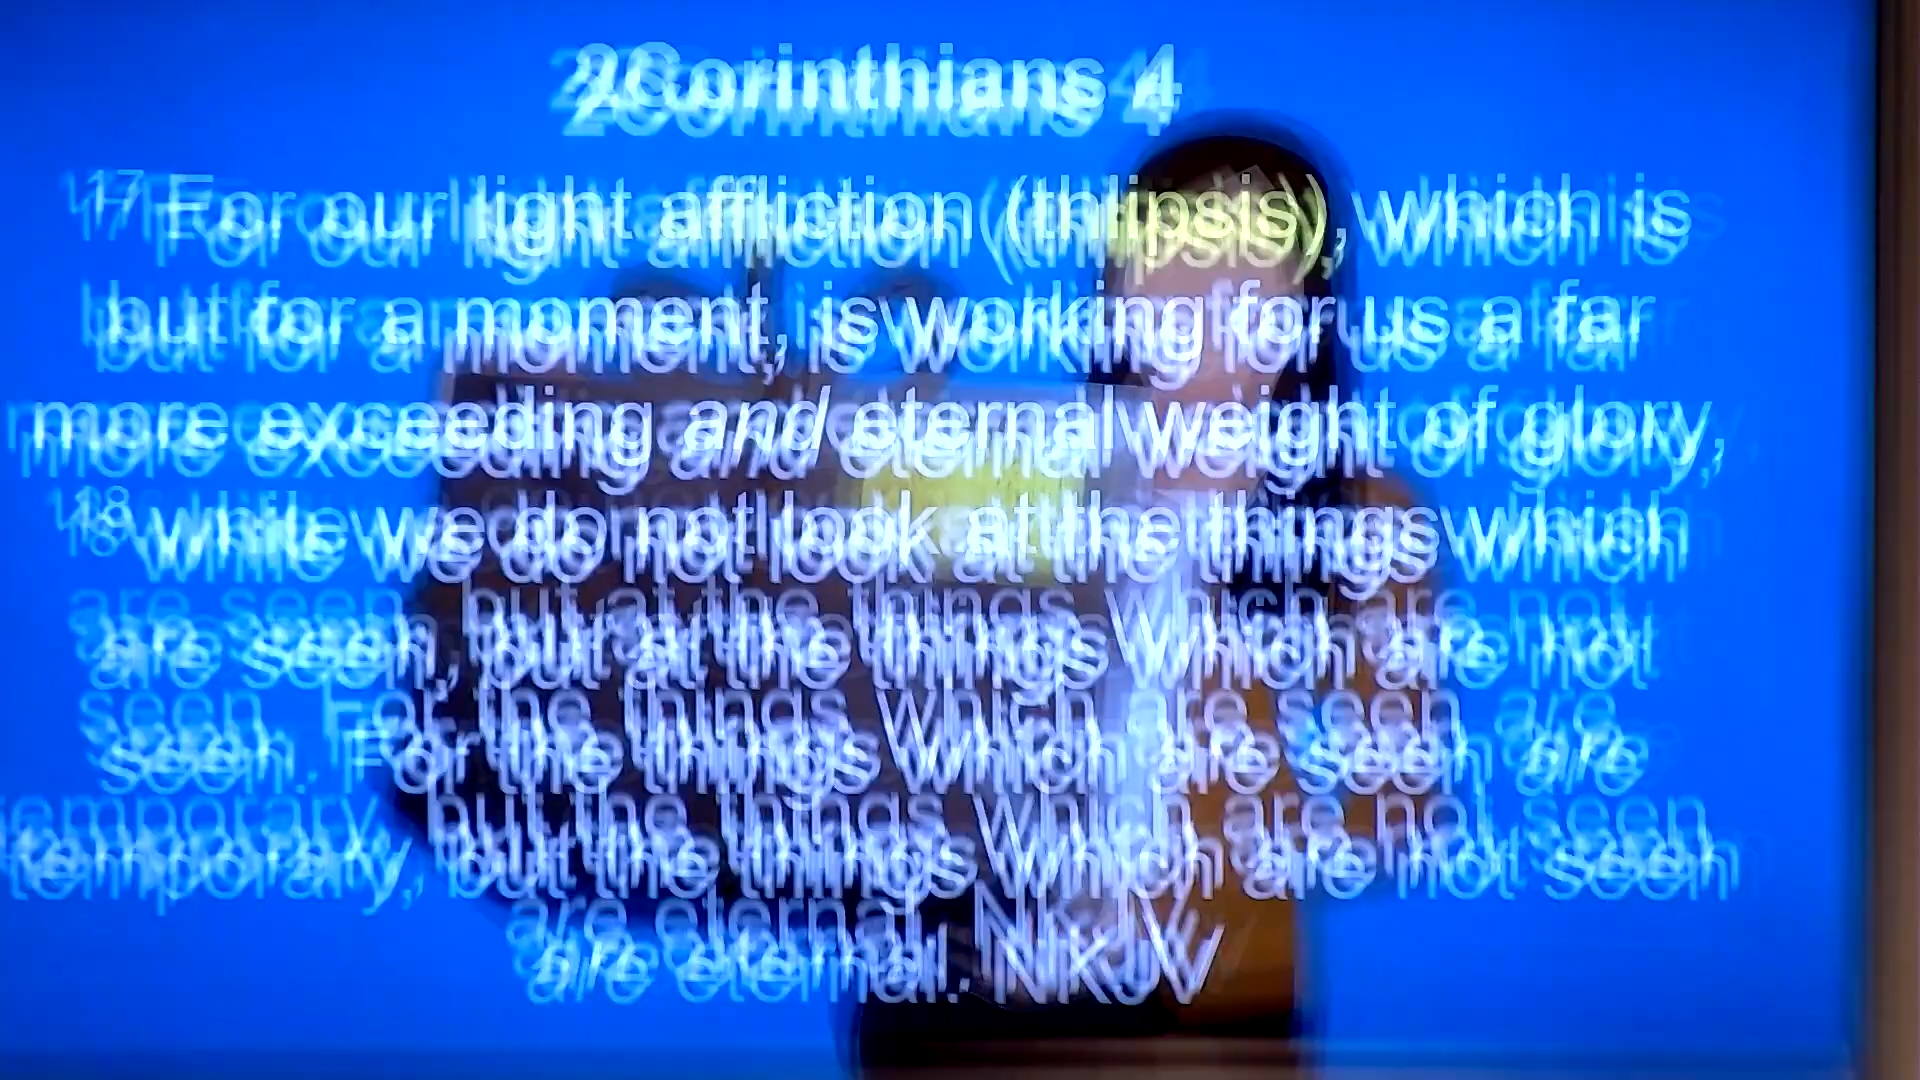 2Corinthians 4
17 For our light affliction (thlipsis), which is
but for a moment, is working for us a far
more exceeding and eternal weight of glory,
18 while we do not look at the things which
are seen, but at the things which are not
seen. For the things which are seen are
temporary, but the things which are not seen
are eternal. NKJV